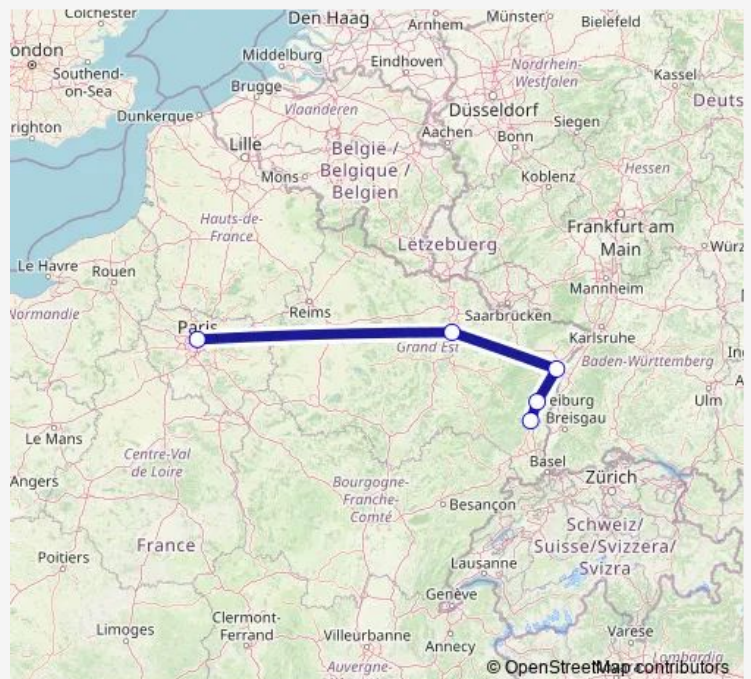 Colchester
Den Haag
Arnhem
Münster
Bielefeld
ondon
Southend-
on-Sea
Middelburg
Eindhoven
Nordrhein-
Westfalen
Kassel
Brugge
Vlaanderen
Düsseldorf
Deuts
righton
Dunkerque
Aachen
Bonn
Siegen
Lille
België /
Belgique /
Belgien
Mons
Koblenz
Hessen
Hauts-de-
France
Lëtzebuerg
Frankfurt am
Main
Würz
Le Havre
Rouen
Mannheim
Normandie
Reims
Saarbrücken
Paris
Karlsruhe
Grand Est
Baden-Württemberg
eiburg
Breisgau
Ulm
Le Mans
Centre-Val
de Loire
Basel
Zürich
Angers
Bourgogne-
Franche-
Comté
Besançon
Schweiz/
Suisse/Svizzera/
Svizra
France
Poitiers
Lausanne
Genève
Limoges
Clermont-
Ferrand
Villeurbanne
Annecy
Varese
Auvergne-
© OpenStreetMap contributors